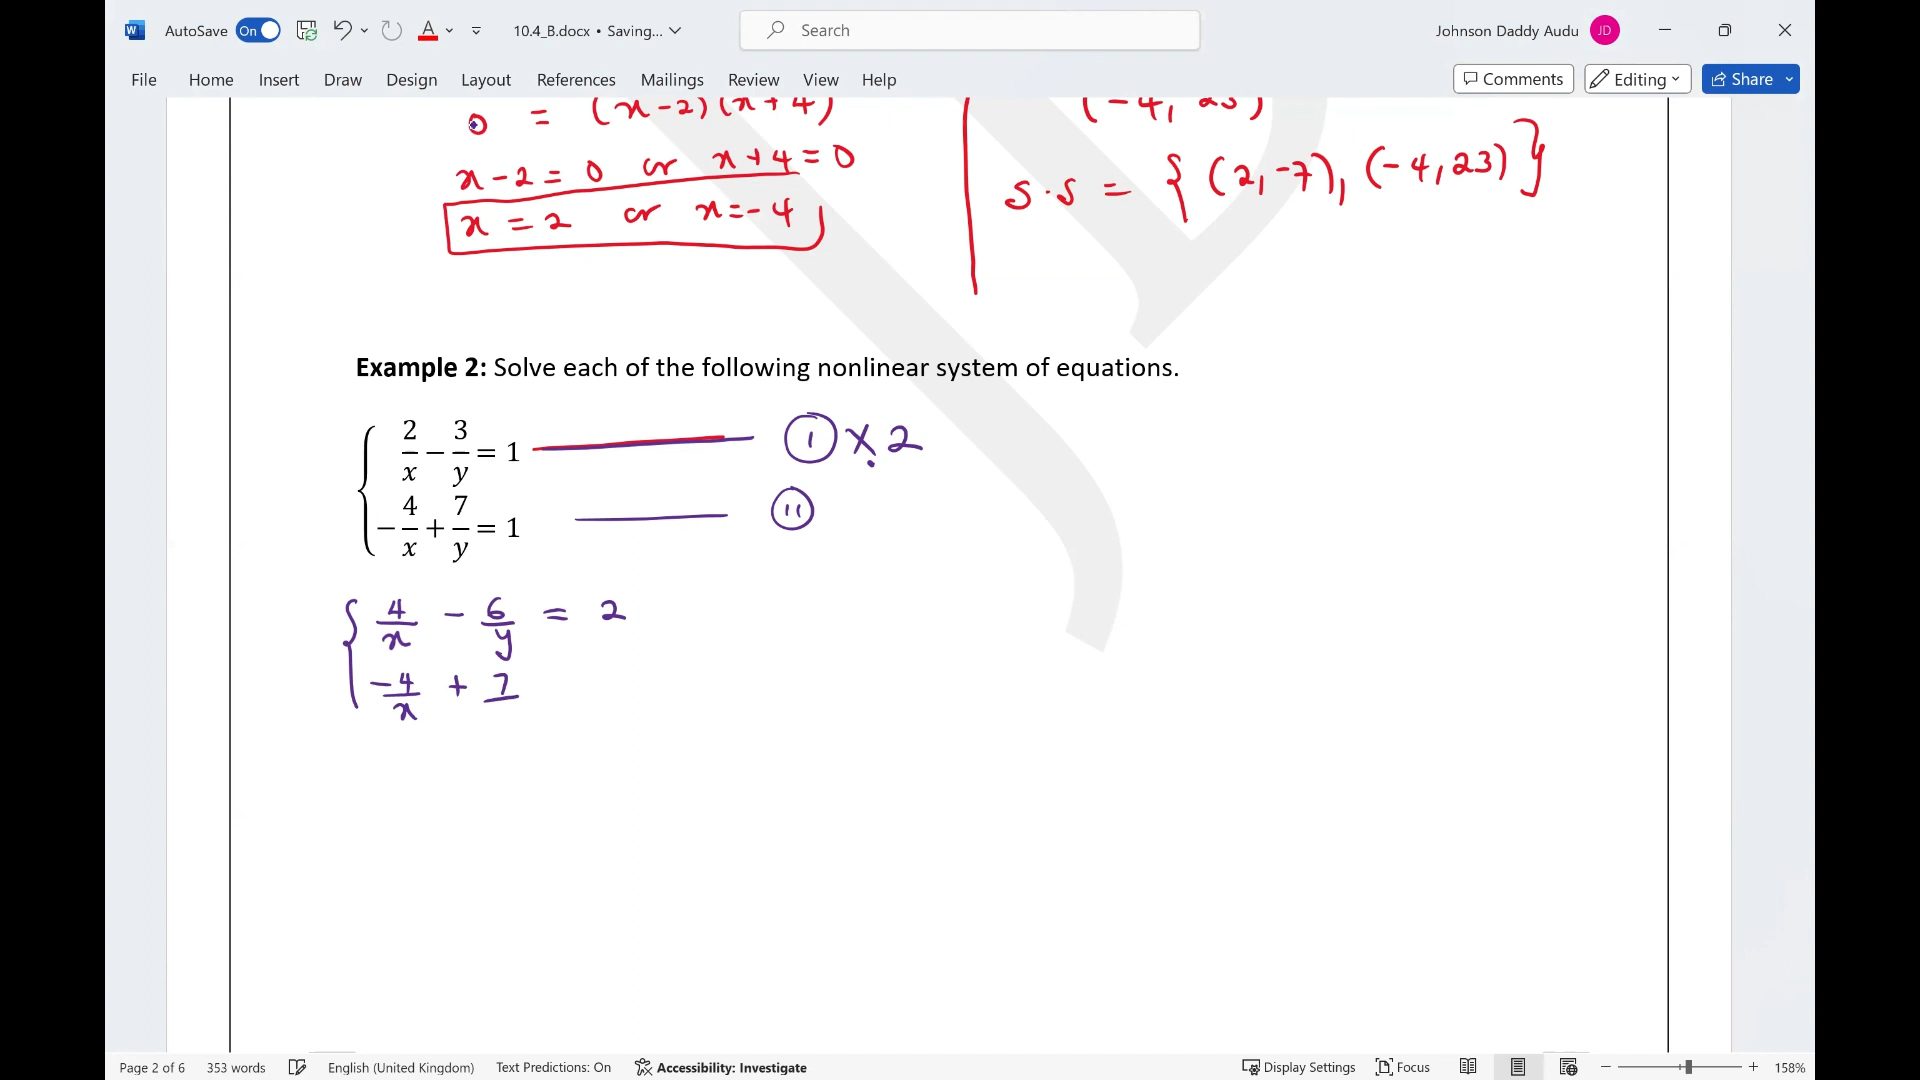 AutoSave On 10.4_B.docx • Saving... Search Johnson Daddy Audu JD
File Home Insert Draw Design Layout References Mailings Review View Help Comments Editing Share
0 = (x-2)(x+4)
x-2=0 or x+4=0
x=2 or x=-4
(-4, 23)
S.S = {(2,-7), (-4,23)}
Example 2: Solve each of the following nonlinear system of equations.
2/x − 3/y = 1 (I) × 2
−4/x + 7/y = 1 (II)
4/x - 6/y = 2
-4/x + 7
Page 2 of 6 353 words English (United Kingdom) Text Predictions: On Accessibility: Investigate Display Settings Focus 158%